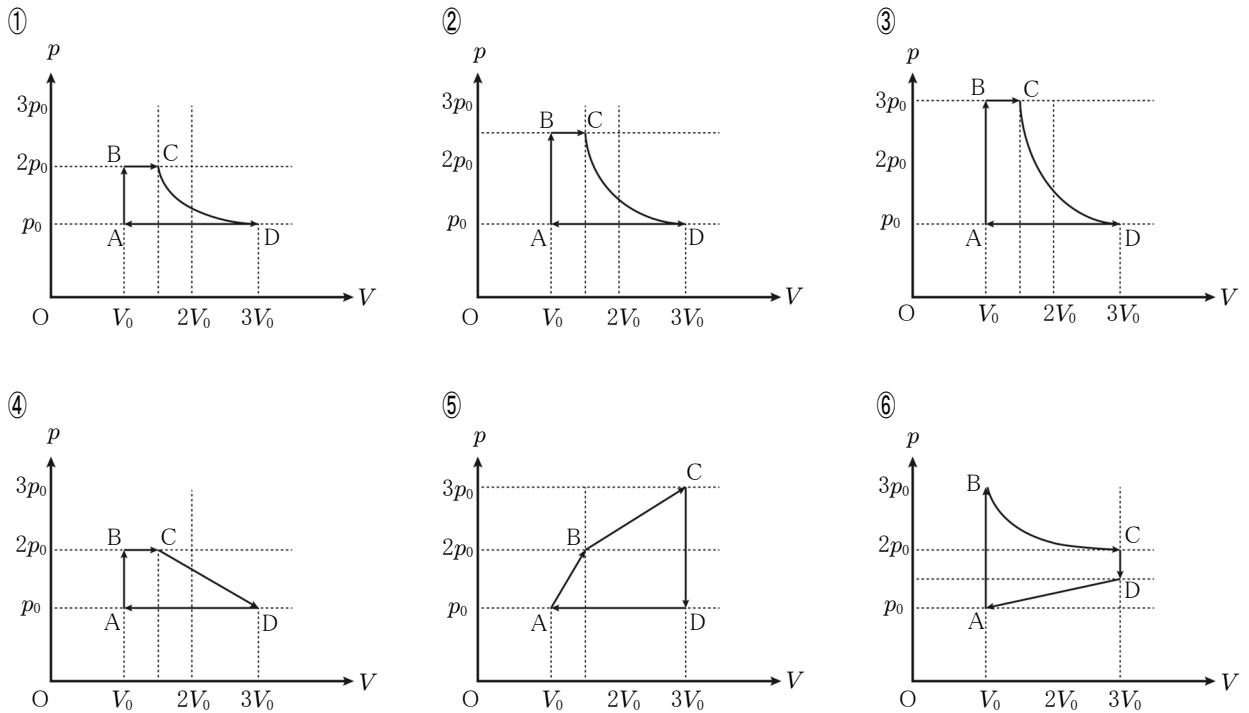 ① ② ③
p p p
3p₀ 3p₀ B C 3p₀ B C
2p₀ B C 2p₀ 2p₀
p₀ A D p₀ A D p₀ A D
O V₀ 2V₀ 3V₀ V O V₀ 2V₀ 3V₀ V O V₀ 2V₀ 3V₀ V
④ ⑤ ⑥
p p p
3p₀ 3p₀ C 3p₀ B
2p₀ B C 2p₀ B 2p₀ C
p₀ A D p₀ A D p₀ A D
O V₀ 2V₀ 3V₀ V O V₀ 2V₀ 3V₀ V O V₀ 2V₀ 3V₀ V